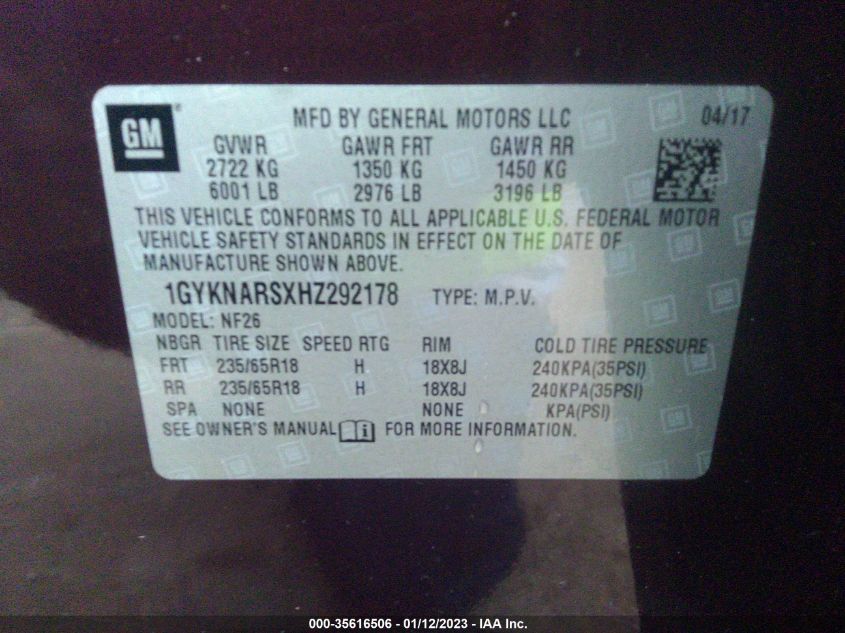 GM
MFD BY GENERAL MOTORS LLC 04/17
GVWR GAWR FRT GAWR RR
2722 KG 1350 KG 1450 KG
6001 LB 2976 LB 3196 LB
THIS VEHICLE CONFORMS TO ALL APPLICABLE U.S. FEDERAL MOTOR
VEHICLE SAFETY STANDARDS IN EFFECT ON THE DATE OF
MANUFACTURE SHOWN ABOVE.
1GYKNARSXHZ292178 TYPE: M.P.V.
MODEL: NF26
NBGR TIRE SIZE SPEED RTG RIM COLD TIRE PRESSURE
FRT 235/65R18 H 18X8J 240KPA(35PSI)
RR 235/65R18 H 18X8J 240KPA(35PSI)
SPA NONE NONE KPA(PSI)
SEE OWNER'S MANUAL FOR MORE INFORMATION.
000-35616506 - 01/12/2023 - IAA Inc.